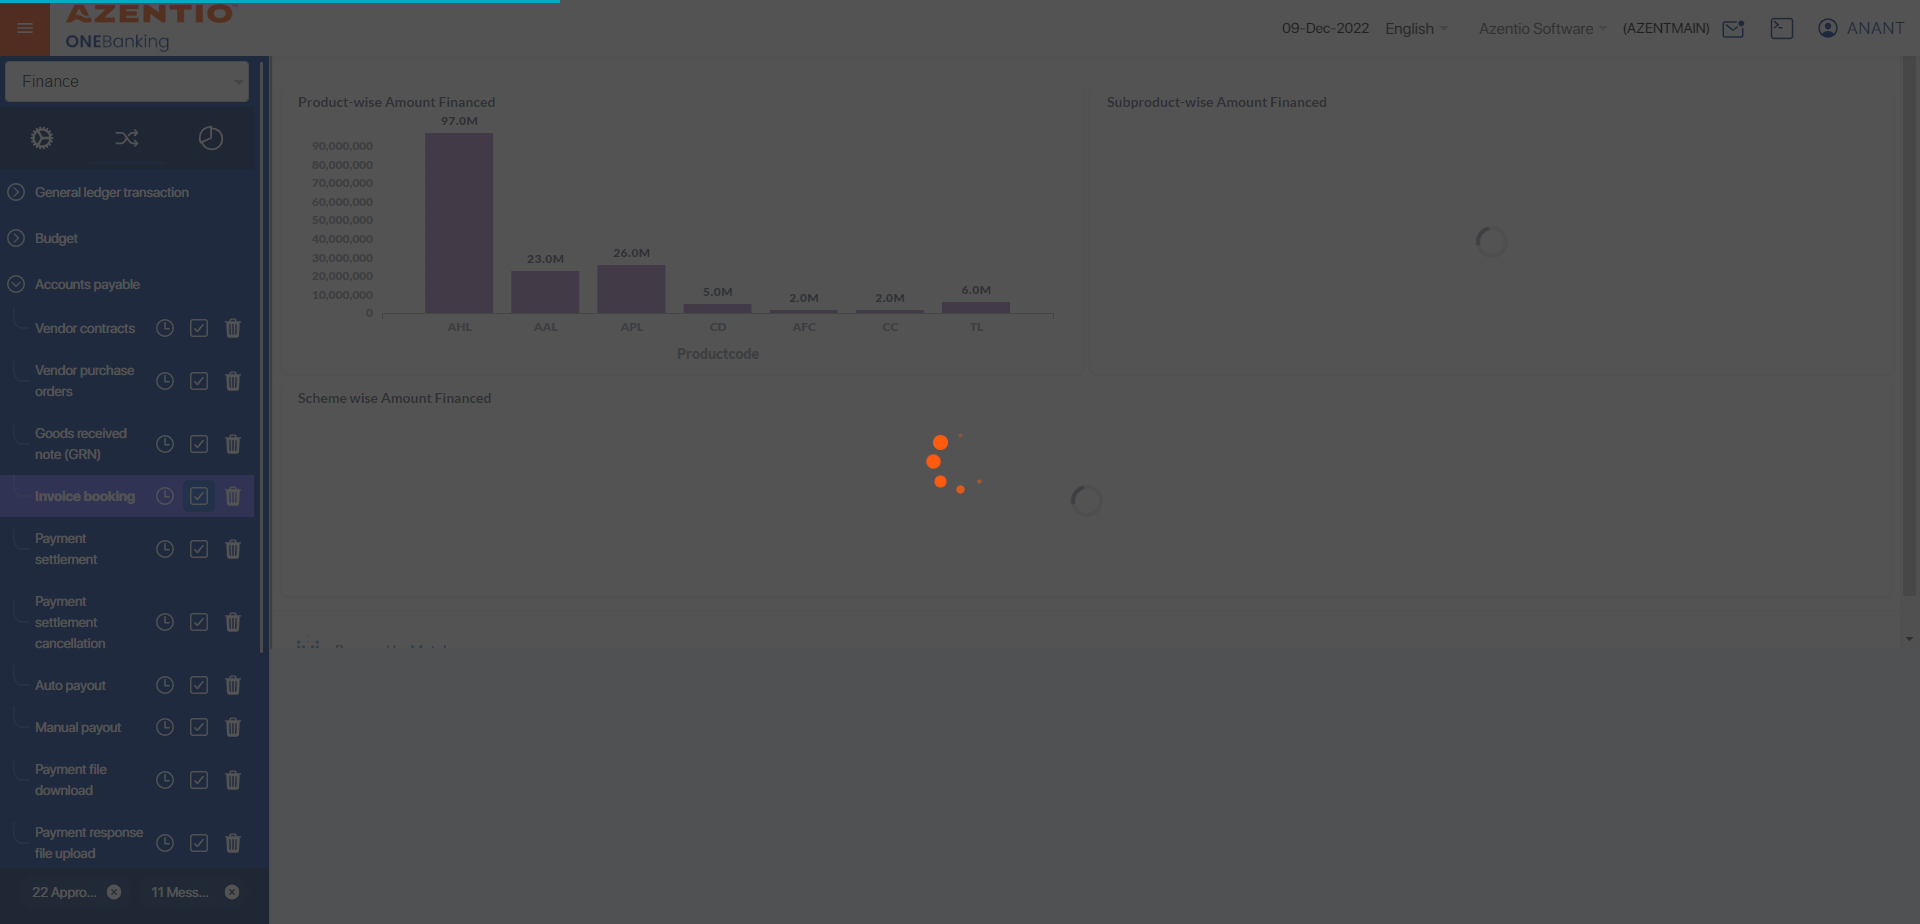 AZENTIO
ONEBanking
09-Dec-2022 English Azentio Software (AZENTMAIN) ANANT
Finance
General ledger transaction
Budget
Accounts payable
Vendor contracts
Vendor purchase
orders
Goods received
note (GRN)
Invoice booking
Payment
settlement
Payment
settlement
cancellation
Auto payout
Manual payout
Payment file
download
Payment response
file upload
22 Appro...
11 Mess...
Product-wise Amount Financed
97.0M
90,000,000
80,000,000
70,000,000
60,000,000
50,000,000
40,000,000
30,000,000
20,000,000
10,000,000
0
23.0M
26.0M
5.0M
2.0M
2.0M
6.0M
AHL AAL APL CD AFC CC TL
Productcode
Subproduct-wise Amount Financed
Scheme wise Amount Financed